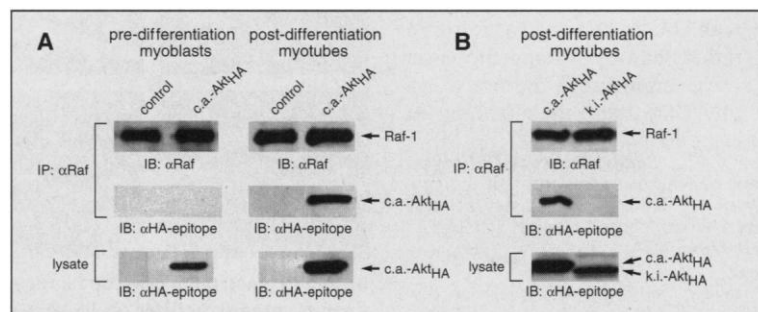 A
pre-differentiation myoblasts
post-differentiation myotubes
control
c.a.-AktHA
control
c.a.-AktHA
IP: αRaf
Raf-1
IB: αRaf
IB: αRaf
c.a.-AktHA
IB: αHA-epitope
IB: αHA-epitope
lysate
c.a.-AktHA
IB: αHA-epitope
IB: αHA-epitope
B
post-differentiation myotubes
c.a.-AktHA
k.i.-AktHA
IP: αRaf
Raf-1
IB: αRaf
c.a.-AktHA
IB: αHA-epitope
lysate
c.a.-AktHA
k.i.-AktHA
IB: αHA-epitope